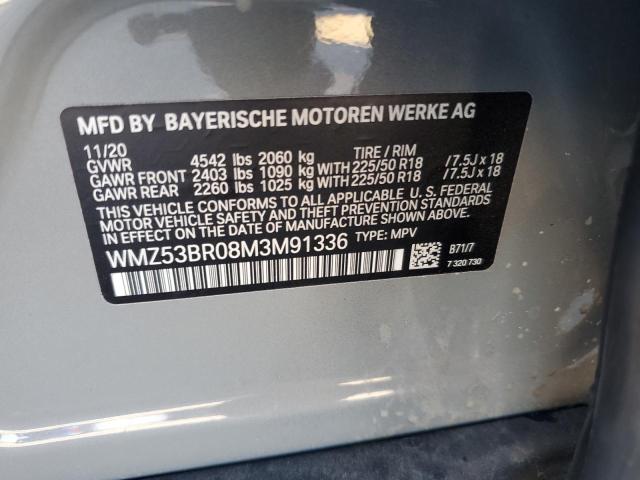 MFD BY BAYERISCHE MOTOREN WERKE AG
11/20
GVWR 4542 lbs 2060 kg TIRE / RIM
GAWR FRONT 2403 lbs 1090 kg WITH 225/50 R18 /7.5J x 18
GAWR REAR 2260 lbs 1025 kg WITH 225/50 R18 /7.5J x 18
THIS VEHICLE CONFORMS TO ALL APPLICABLE U. S. FEDERAL
MOTOR VEHICLE SAFETY STANDARDS IN
EFFECT ON THE DATE OF MANUFACTURE SHOWN ABOVE.
WMZ53BR08M3M91336 TYPE: MPV
B71/7
7 320 730